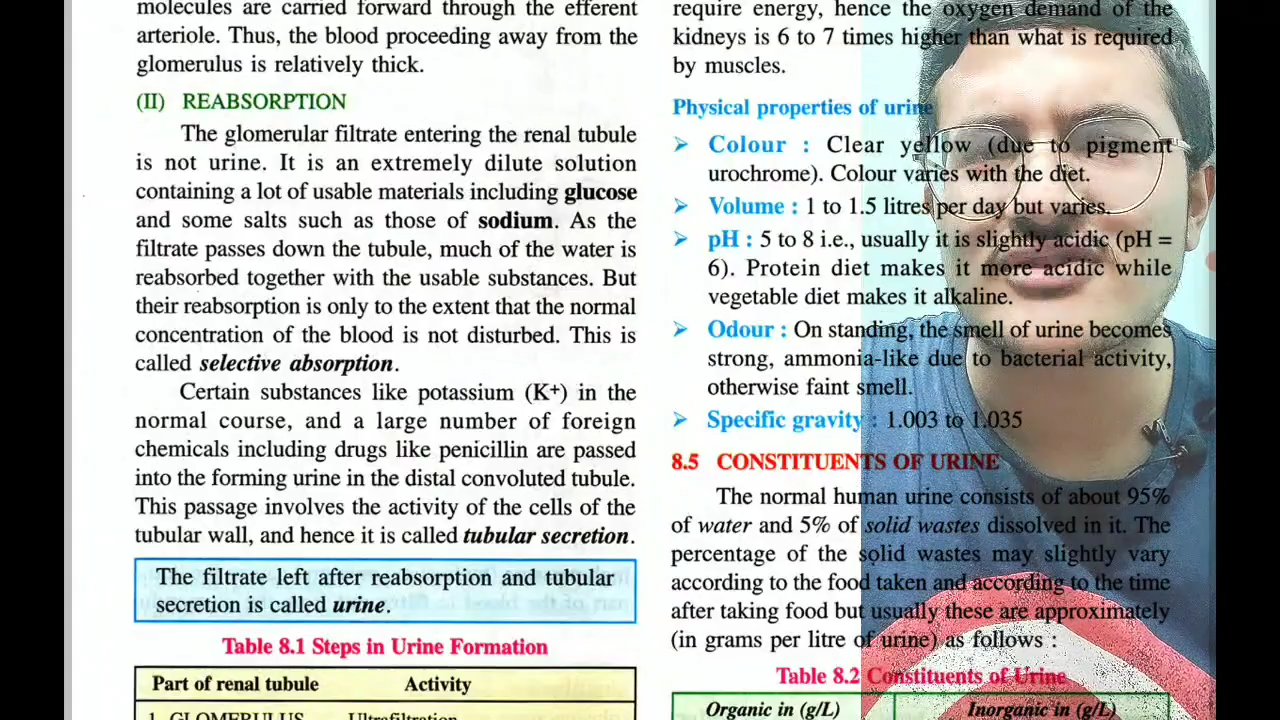 molecules are carried forward through the efferent
arteriole. Thus, the blood proceeding away from the
glomerulus is relatively thick.
(II) REABSORPTION
The glomerular filtrate entering the renal tubule
is not urine. It is an extremely dilute solution
containing a lot of usable materials including glucose
and some salts such as those of sodium. As the
filtrate passes down the tubule, much of the water is
reabsorbed together with the usable substances. But
their reabsorption is only to the extent that the normal
concentration of the blood is not disturbed. This is
called selective absorption.
Certain substances like potassium (K+) in the
normal course, and a large number of foreign
chemicals including drugs like penicillin are passed
into the forming urine in the distal convoluted tubule.
This passage involves the activity of the cells of the
tubular wall, and hence it is called tubular secretion.
The filtrate left after reabsorption and tubular
secretion is called urine.
Table 8.1 Steps in Urine Formation
Part of renal tubule Activity
1. GLOMERULUS Ultrafiltration
require energy, hence the oxygen demand of the
kidneys is 6 to 7 times higher than what is required
by muscles.
Physical properties of urine
➢ Colour : Clear yellow (due to pigment
urochrome). Colour varies with the diet.
➢ Volume : 1 to 1.5 litres per day but varies.
➢ pH : 5 to 8 i.e., usually it is slightly acidic (pH =
6). Protein diet makes it more acidic while
vegetable diet makes it alkaline.
➢ Odour : On standing, the smell of urine becomes
strong, ammonia-like due to bacterial activity,
otherwise faint smell.
➢ Specific gravity : 1.003 to 1.035
8.5 CONSTITUENTS OF URINE
The normal human urine consists of about 95%
of water and 5% of solid wastes dissolved in it. The
percentage of the solid wastes may slightly vary
according to the food taken and according to the time
after taking food but usually these are approximately
(in grams per litre of urine) as follows :
Table 8.2 Constituents of Urine
Organic in (g/L) Inorganic in (g/L)